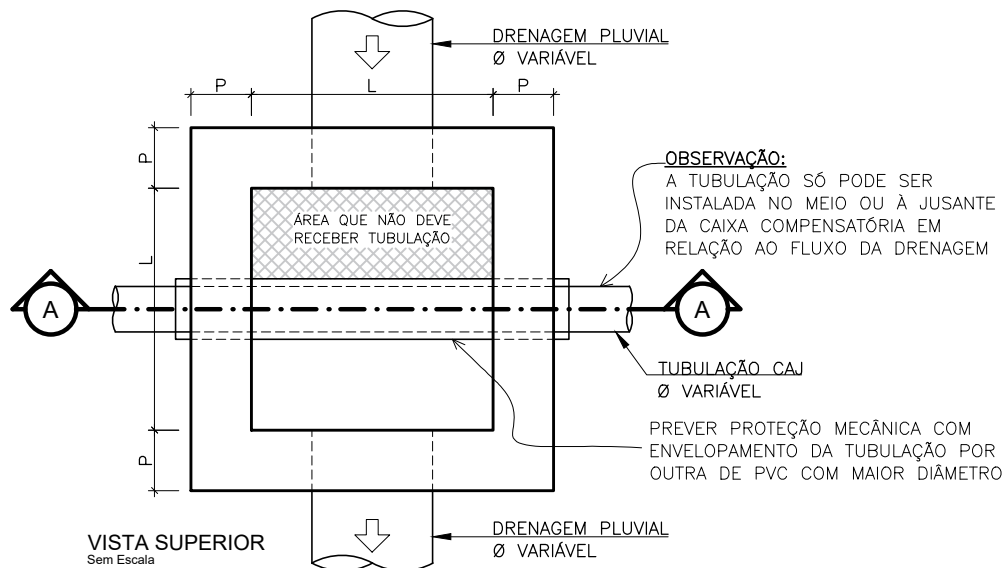 DRENAGEM PLUVIAL
Ø VARIÁVEL
P
L
P
P
OBSERVAÇÃO:
A TUBULAÇÃO SÓ PODE SER
INSTALADA NO MEIO OU À JUSANTE
DA CAIXA COMPENSATÓRIA EM
RELAÇÃO AO FLUXO DA DRENAGEM
ÁREA QUE NÃO DEVE
RECEBER TUBULAÇÃO
L
A
A
TUBULAÇÃO CAJ
Ø VARIÁVEL
PREVER PROTEÇÃO MECÂNICA COM
ENVELOPAMENTO DA TUBULAÇÃO POR
OUTRA DE PVC COM MAIOR DIÂMETRO
P
DRENAGEM PLUVIAL
Ø VARIÁVEL
VISTA SUPERIOR
Sem Escala